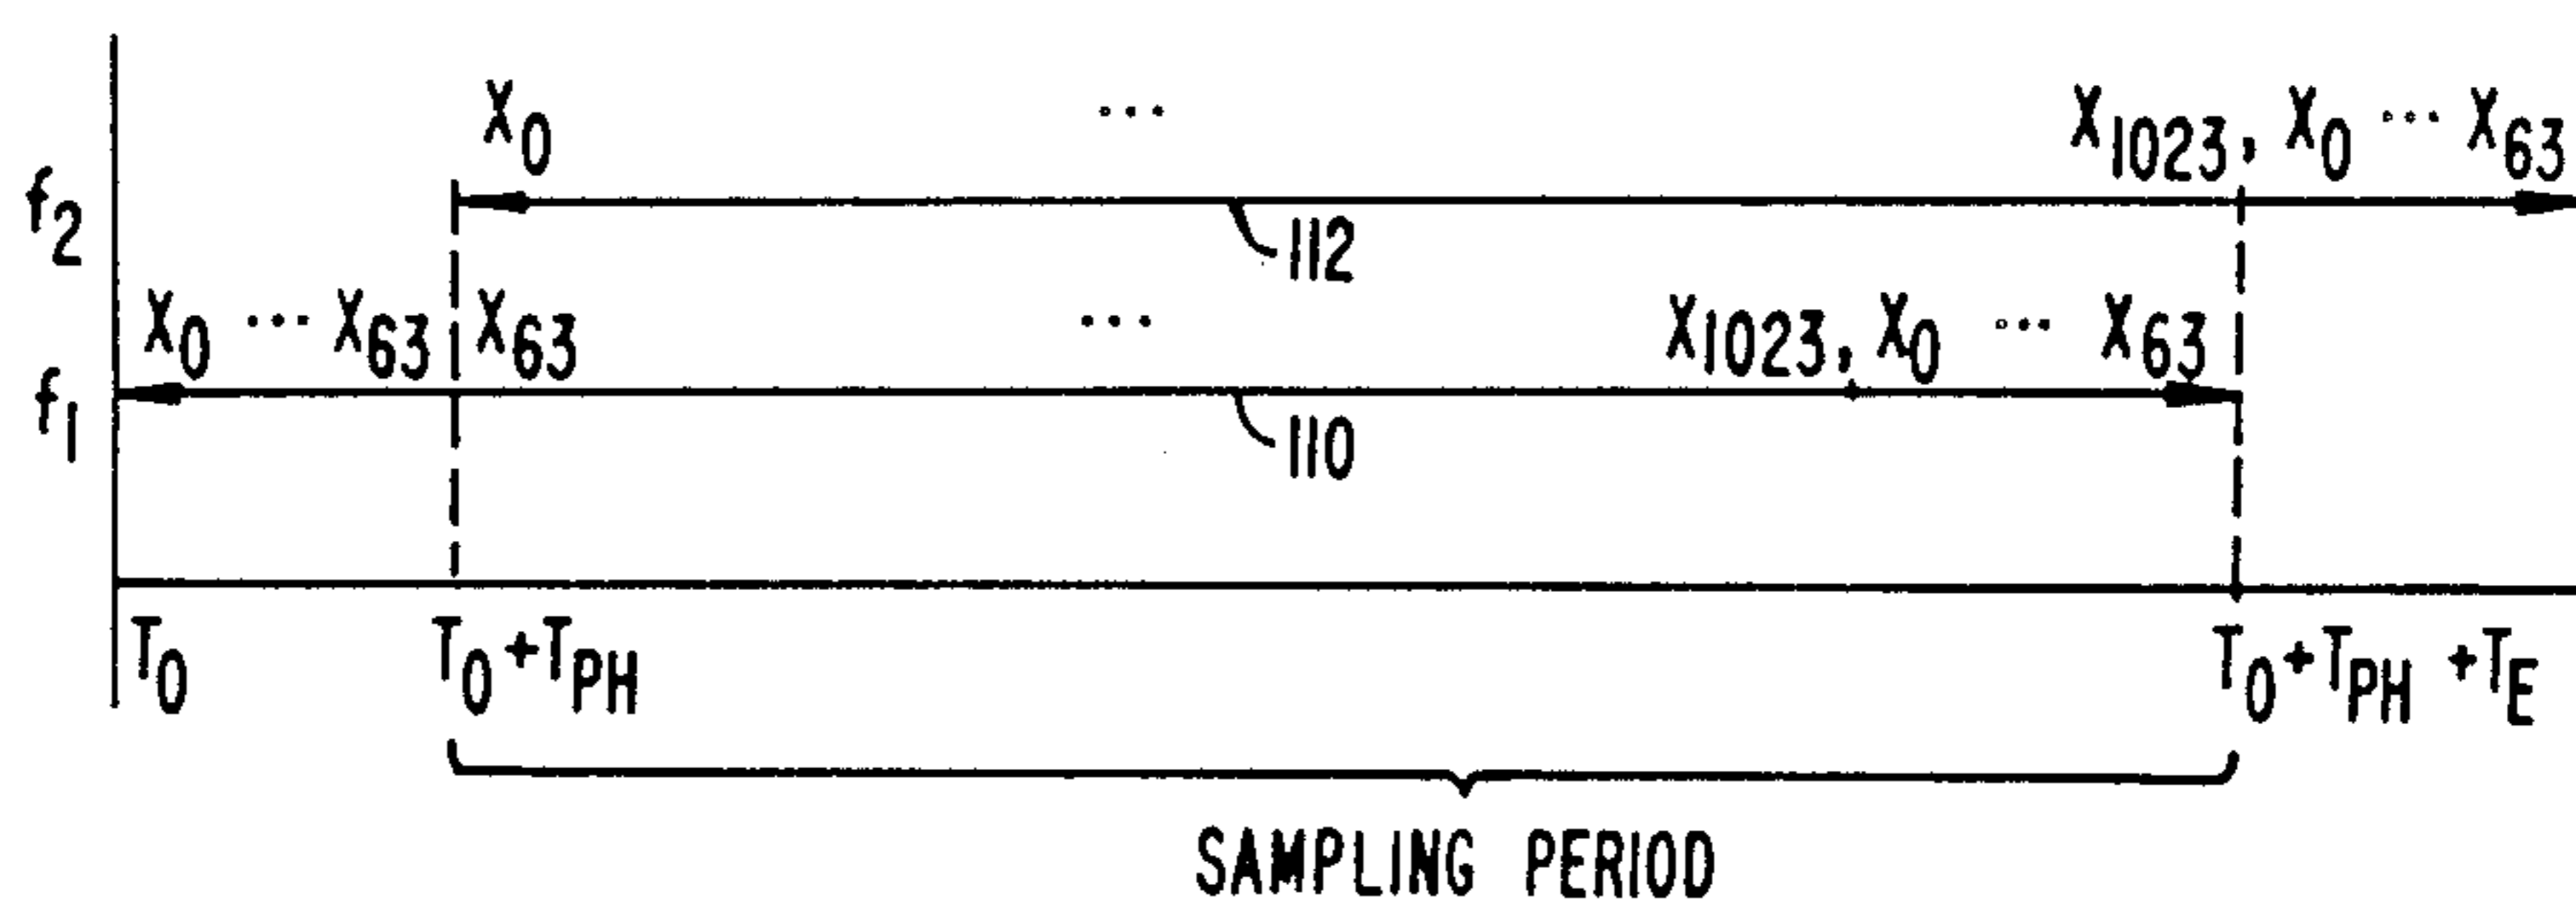 X0 ... X1023, X0 ... X63
f2
112
X0 ... X63 X63 ... X1023, X0 ... X63
f1
110
T0 T0+TPH T0+TPH +TE
SAMPLING PERIOD